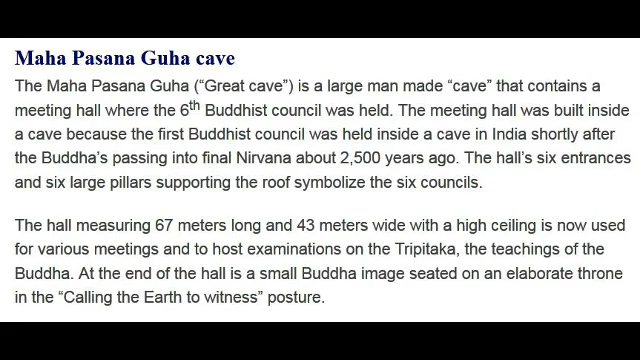 Maha Pasana Guha cave
The Maha Pasana Guha (“Great cave”) is a large man made “cave” that contains a
meeting hall where the 6th Buddhist council was held. The meeting hall was built inside
a cave because the first Buddhist council was held inside a cave in India shortly after
the Buddha’s passing into final Nirvana about 2,500 years ago. The hall’s six entrances
and six large pillars supporting the roof symbolize the six councils.
The hall measuring 67 meters long and 43 meters wide with a high ceiling is now used
for various meetings and to host examinations on the Tripitaka, the teachings of the
Buddha. At the end of the hall is a small Buddha image seated on an elaborate throne
in the “Calling the Earth to witness” posture.